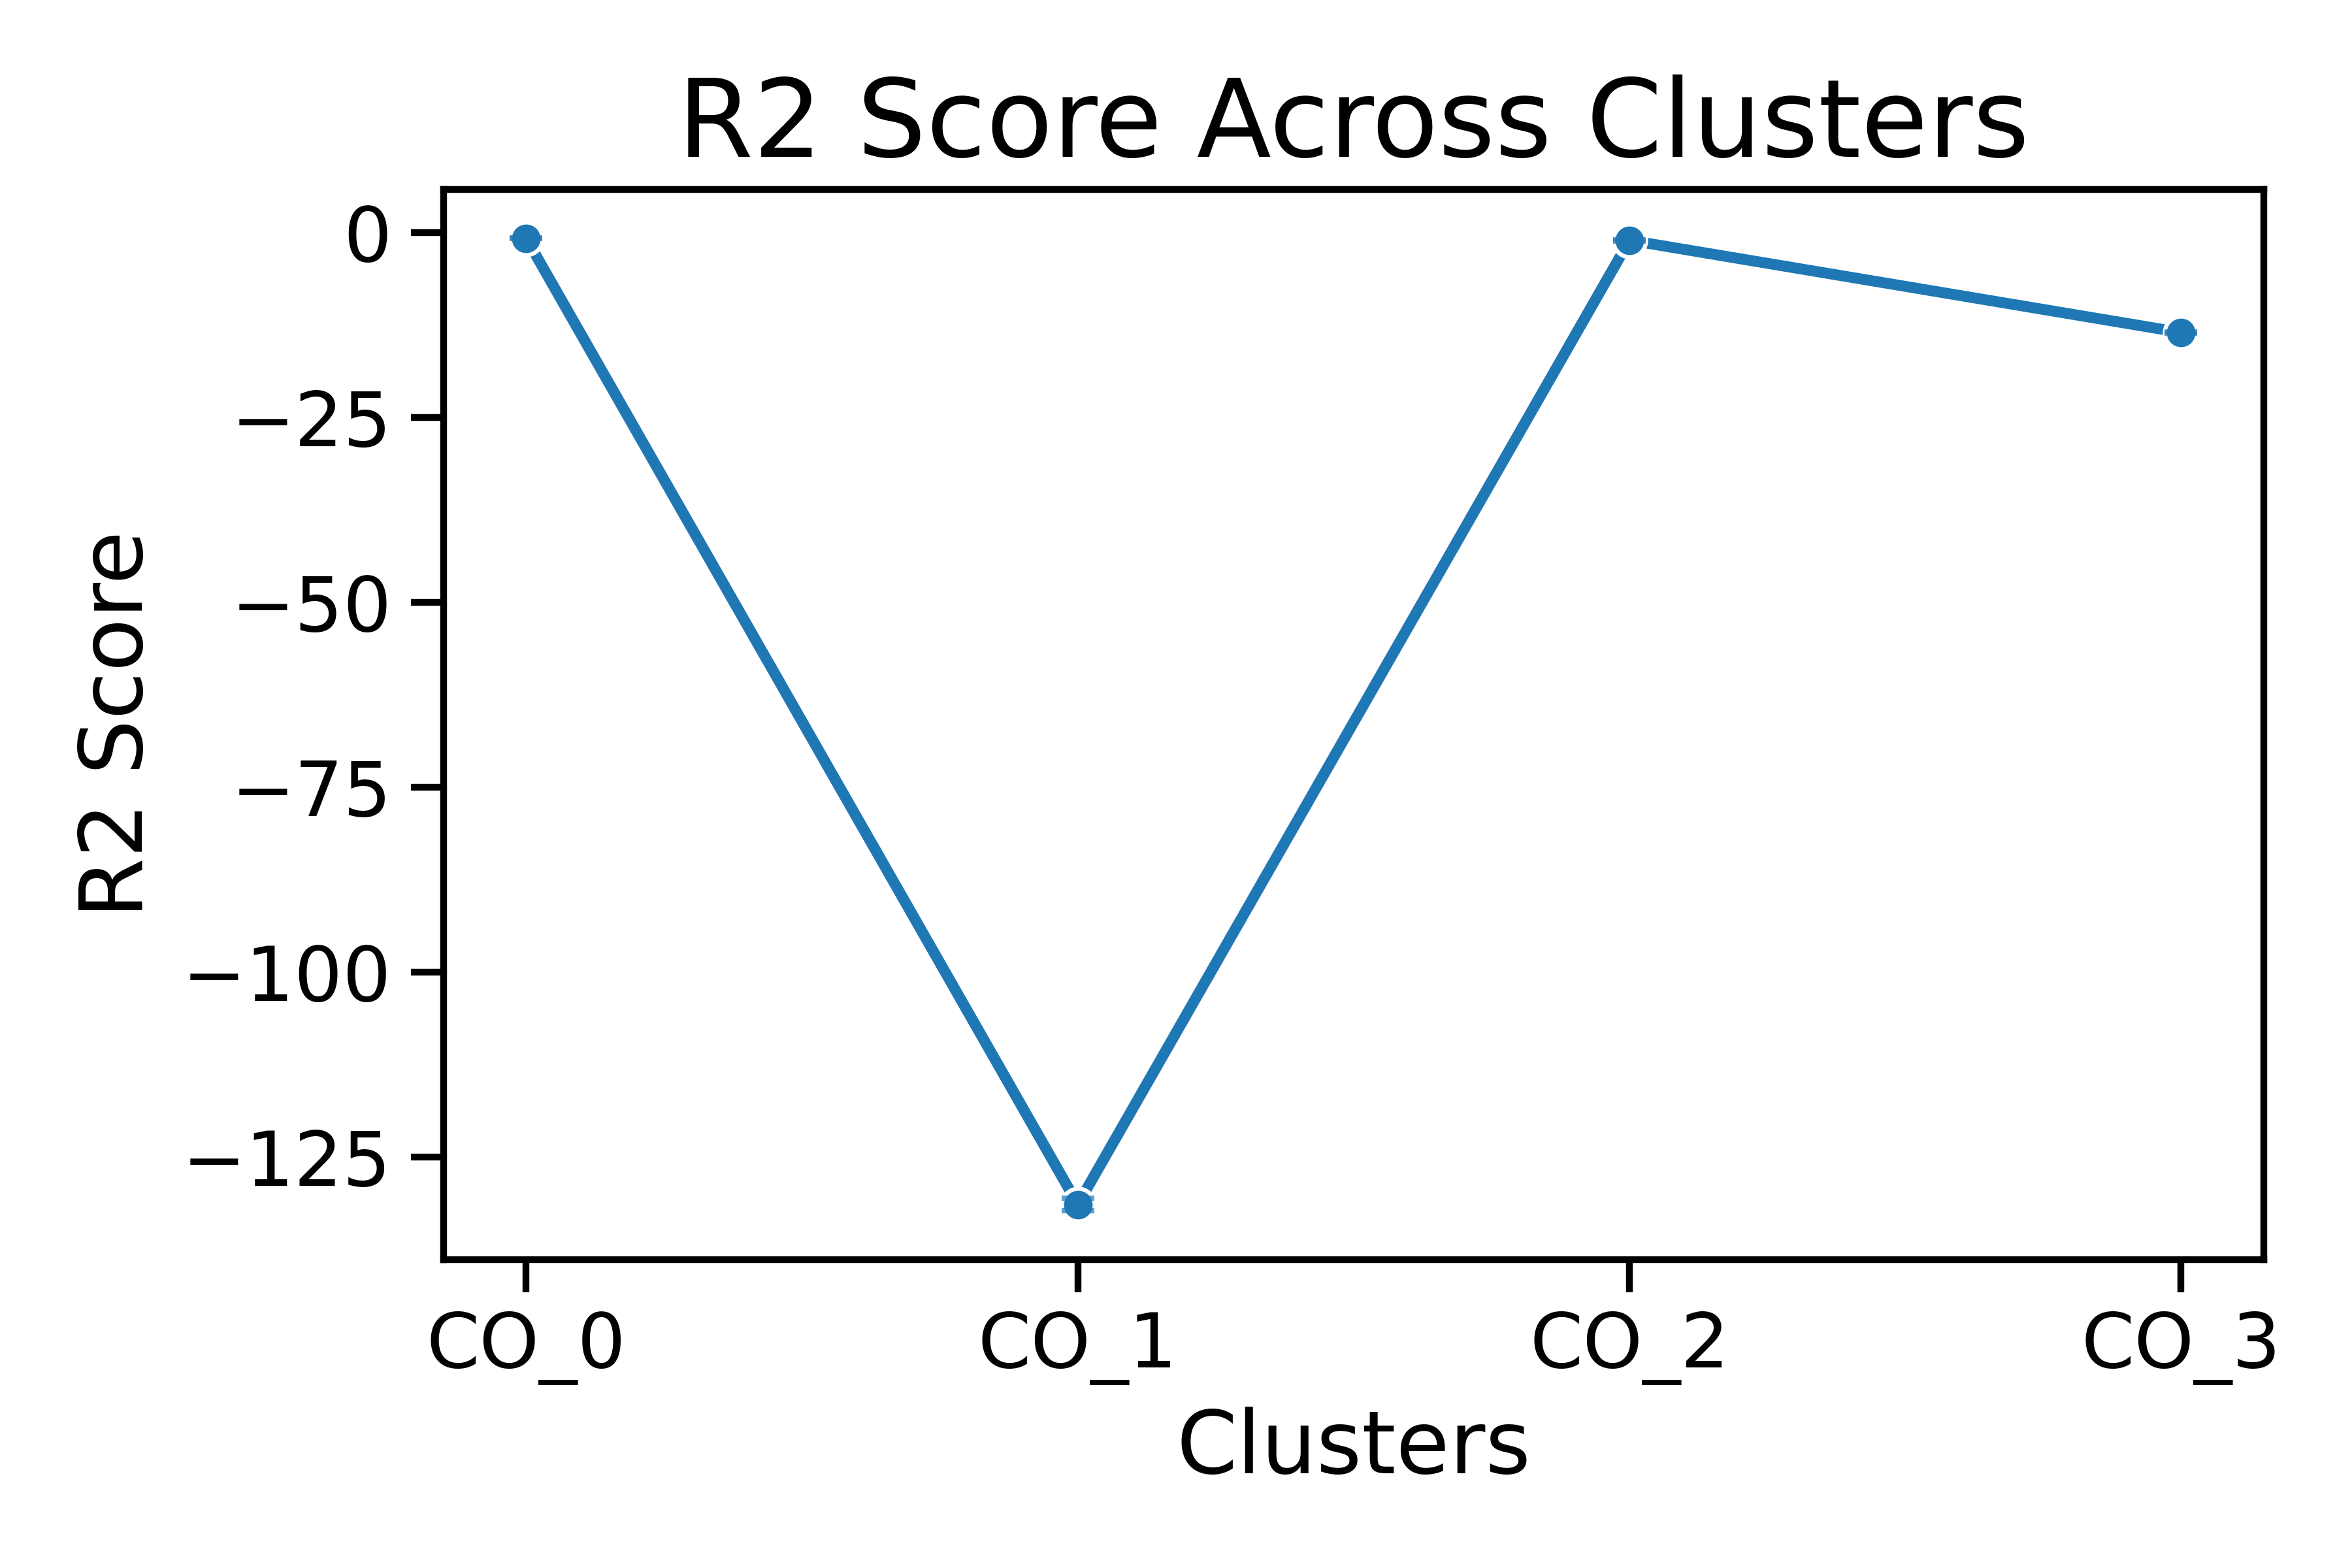 R2 Score Across Clusters
R2 Score
0
−25
−50
−75
−100
−125
CO_0
CO_1
CO_2
CO_3
Clusters